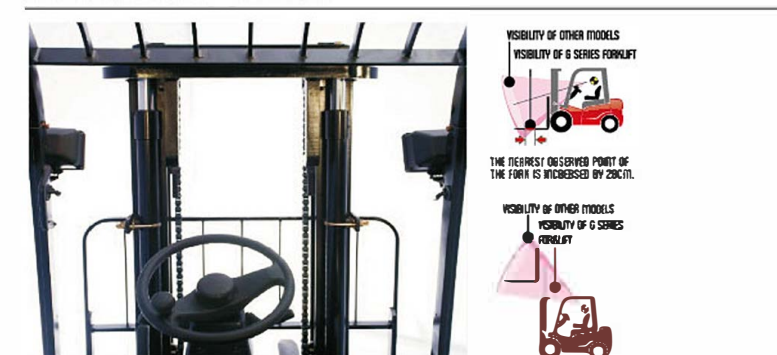 VISIBILITY OF OTHER MODELS
VISIBILITY OF G SERIES FORKLIFT
THE NEAREST OBSERVED POINT OF
THE FORK IS INCREESED BY 28CM.
VISIBILITY OF OTHER MODELS
VISIBILITY OF G SERIES
FORKLIFT